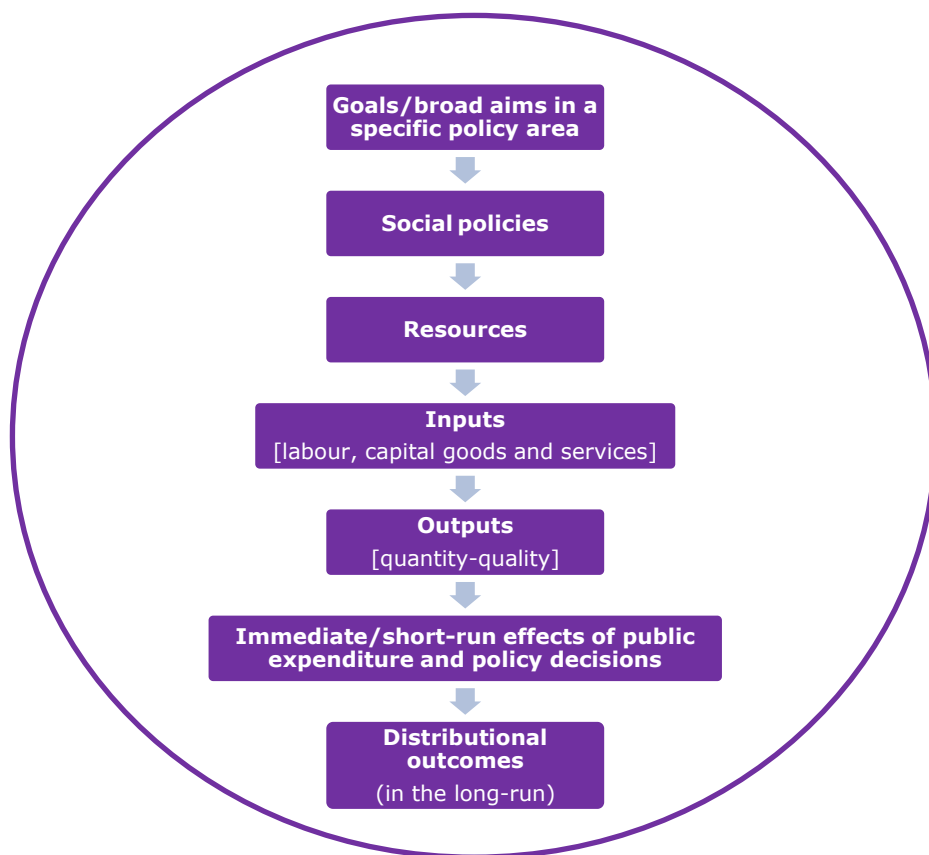 Goals/broad aims in a
specific policy area
Social policies
Resources
Inputs
[labour, capital goods and services]
Outputs
[quantity-quality]
Immediate/short-run effects of public
expenditure and policy decisions
Distributional
outcomes
(in the long-run)